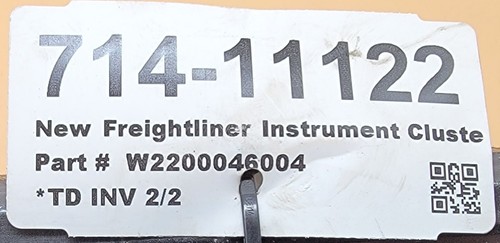 714-11122
New Freightliner Instrument Cluste
Part # W2200046004
*TD INV 2/2